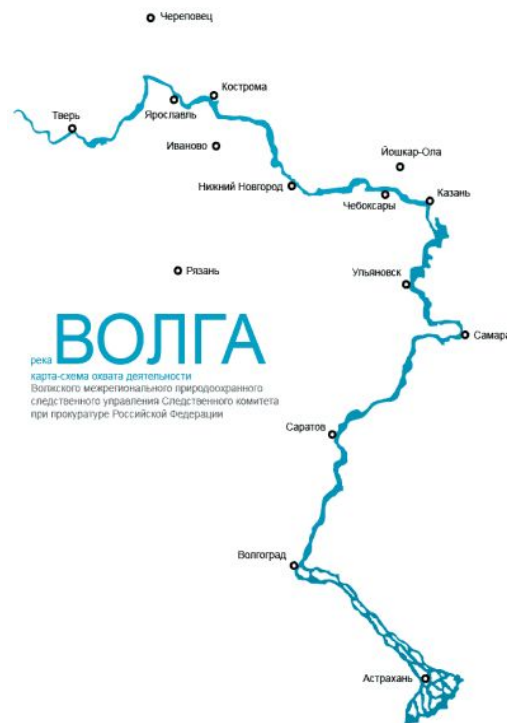 Череповец
Кострома
Тверь
Ярославль
Иваново
Йошкар-Ола
Нижний Новгород
Чебоксары
Казань
Рязань
Ульяновск
река ВОЛГА
карта-схема охвата деятельности
Волжского межрегионального природоохранного
следственного управления Следственного комитета
при прокуратуре Российской Федерации
Самара
Саратов
Волгоград
Астрахань